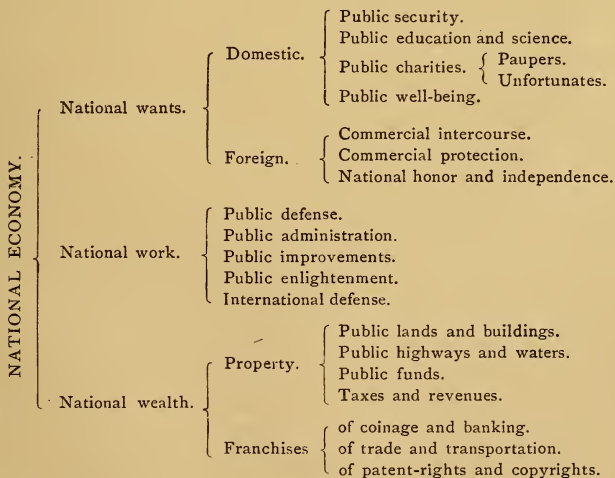 NATIONAL ECONOMY.
National wants.
Domestic.
Public security.
Public education and science.
Public charities.
Paupers.
Unfortunates.
Public well-being.
Foreign.
Commercial intercourse.
Commercial protection.
National honor and independence.
National work.
Public defense.
Public administration.
Public improvements.
Public enlightenment.
International defense.
National wealth.
Property.
Public lands and buildings.
Public highways and waters.
Public funds.
Taxes and revenues.
Franchises
of coinage and banking.
of trade and transportation.
of patent-rights and copyrights.